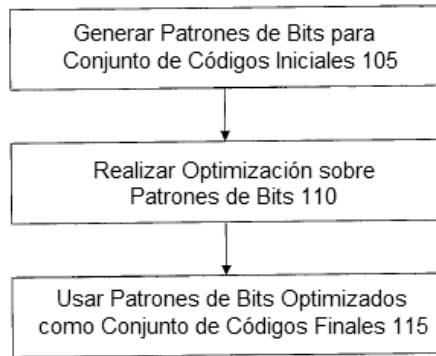 Generar Patrones de Bits para
Conjunto de Códigos Iniciales 105
Realizar Optimización sobre
Patrones de Bits 110
Usar Patrones de Bits Optimizados
como Conjunto de Códigos Finales 115